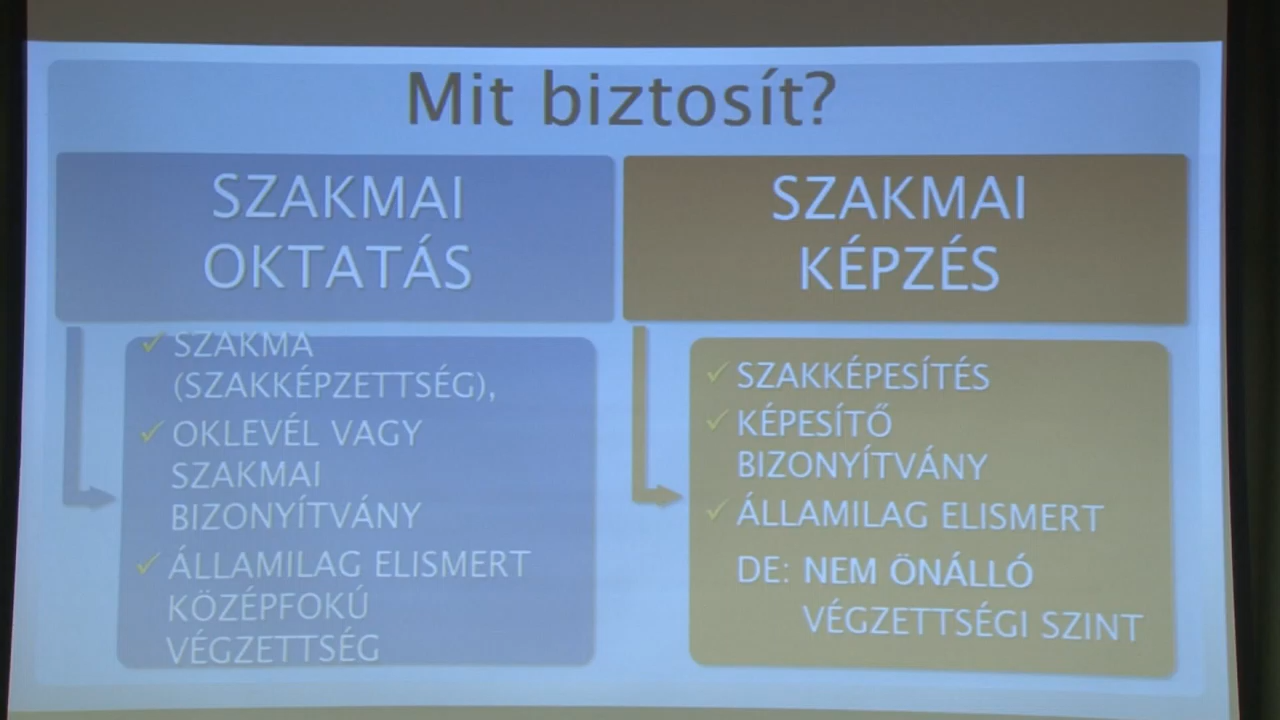 Mit biztosít?
SZAKMAI
OKTATÁS
SZAKMA
(SZAKKÉPZETTSÉG),
OKLEVÉL VAGY
SZAKMAI
BIZONYÍTVÁNY
ÁLLAMILAG ELISMERT
KÖZÉPFOKÚ
VÉGZETTSÉG
SZAKMAI
KÉPZÉS
SZAKKÉPESÍTÉS
KÉPESÍTŐ
BIZONYÍTVÁNY
ÁLLAMILAG ELISMERT
DE: NEM ÖNÁLLÓ
VÉGZETTSÉGI SZINT